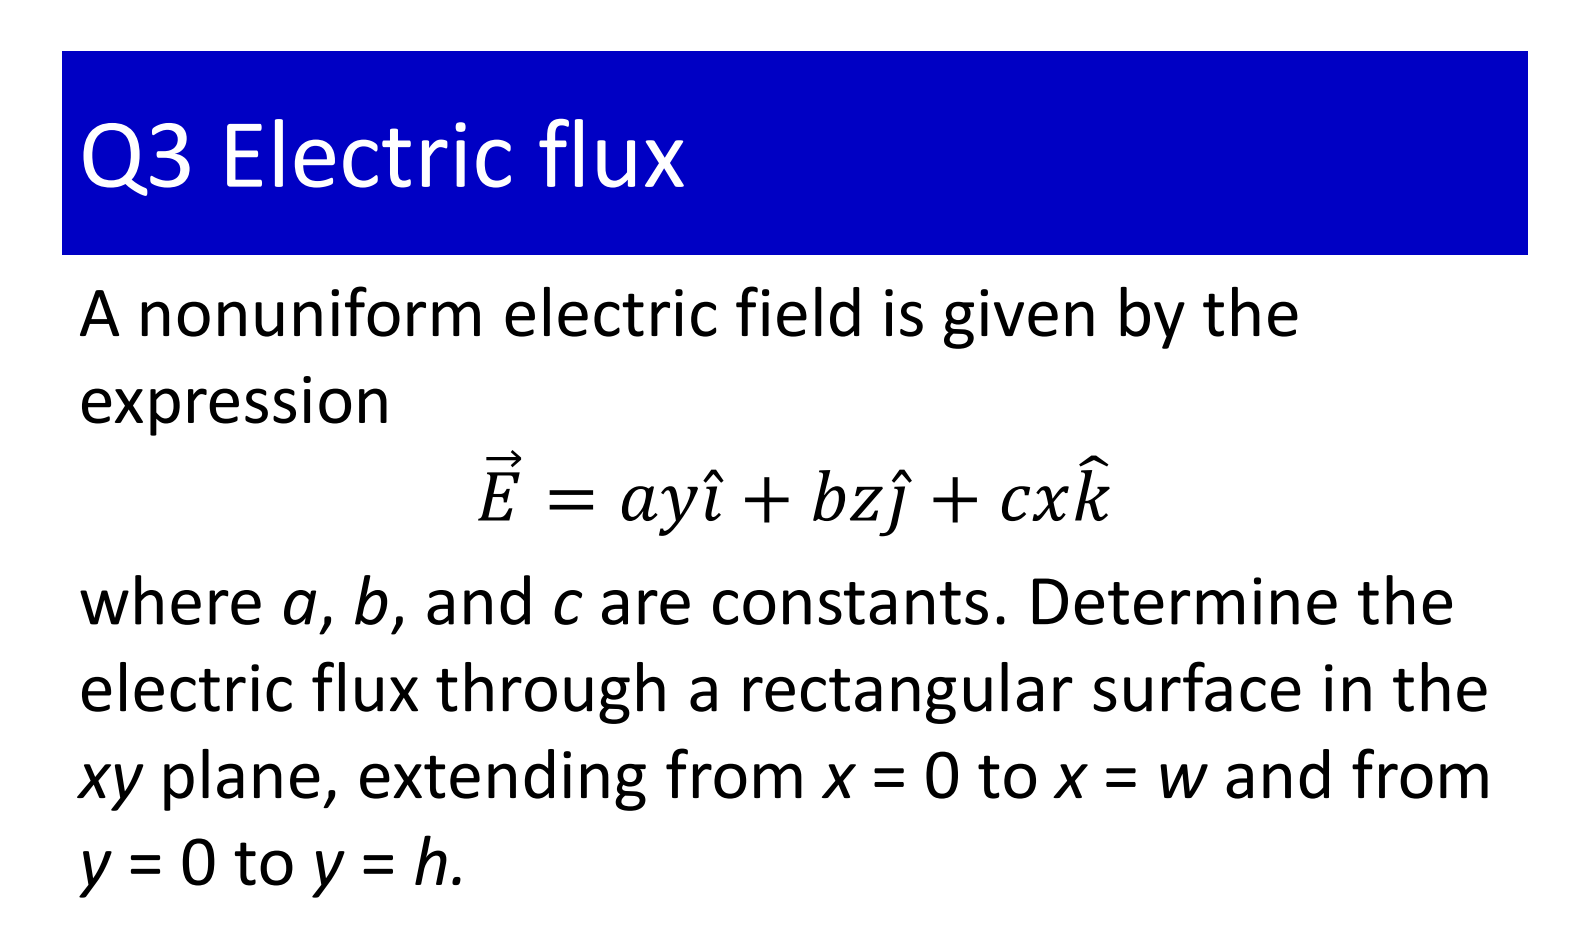 Q3 Electric flux
A nonuniform electric field is given by the
expression
$\vec{E} = ay\hat{\imath} + bz\hat{\jmath} + cx\hat{k}$
where a, b, and c are constants. Determine the
electric flux through a rectangular surface in the
xy plane, extending from x = 0 to x = w and from
y = 0 to y = h.